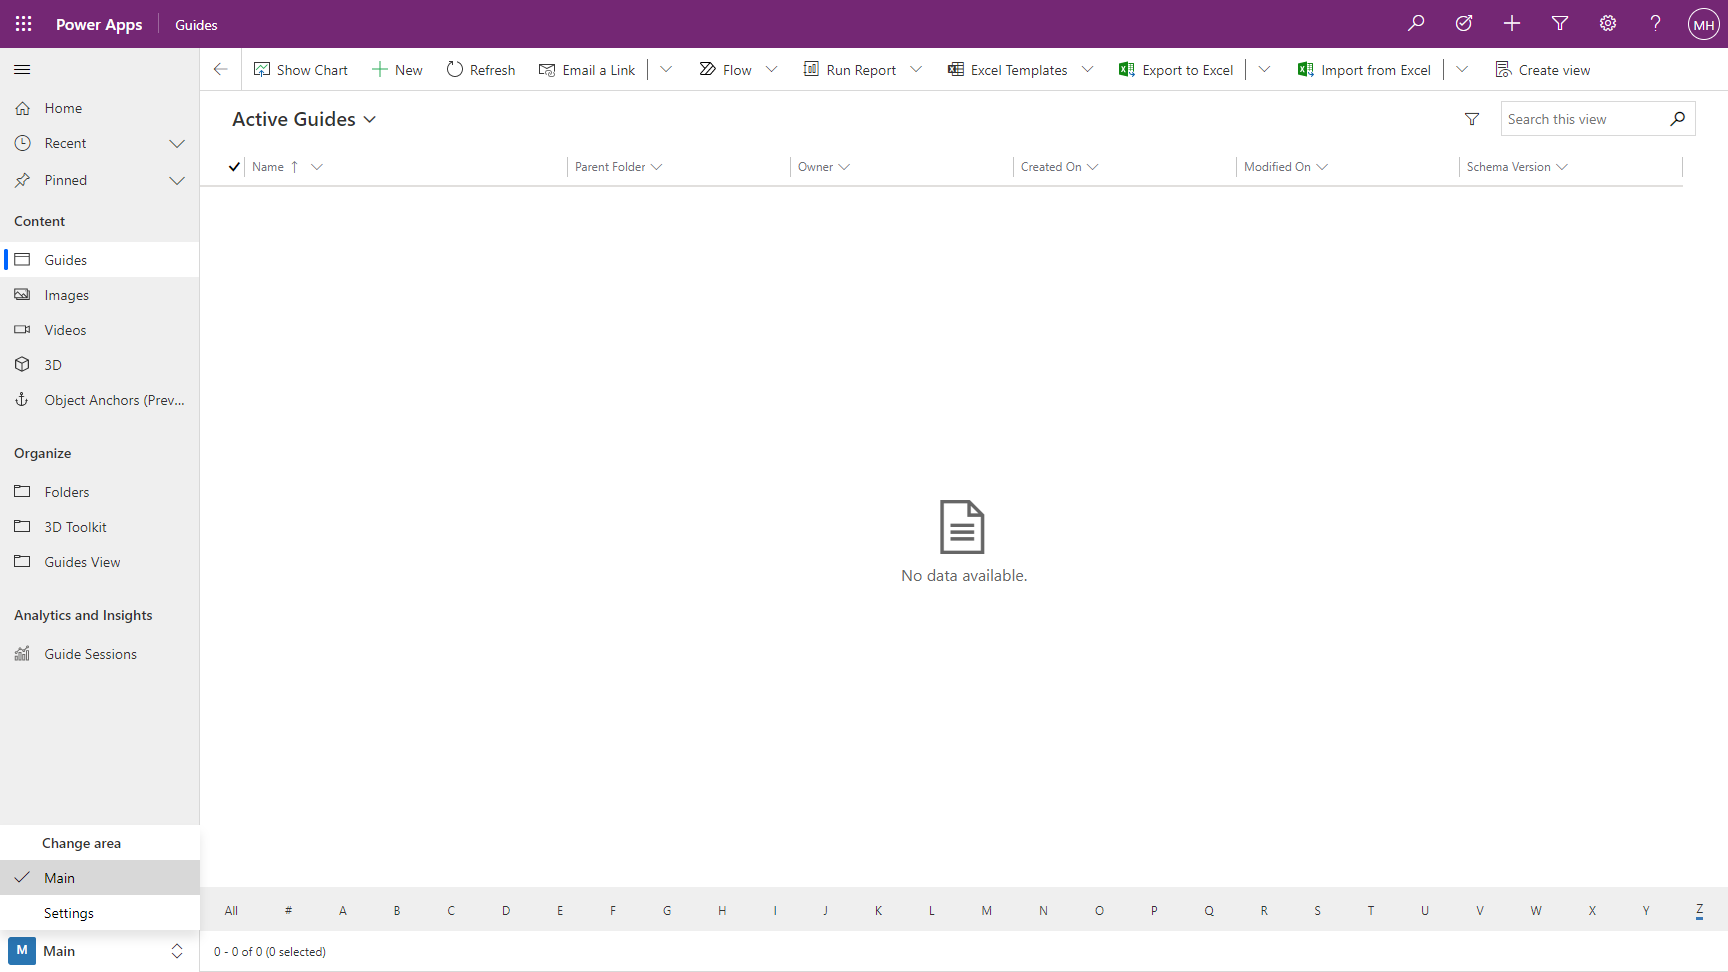 Power Apps Guides MH
Show Chart New Refresh Email a Link Flow Run Report Excel Templates Export to Excel Import from Excel Create view
Home
Recent
Pinned
Content
Guides
Images
Videos
3D
Object Anchors (Prev...
Organize
Folders
3D Toolkit
Guides View
Analytics and Insights
Guide Sessions
Change area
Main
Settings
M Main
Active Guides
Search this view
Name Parent Folder Owner Created On Modified On Schema Version
No data available.
All # A B C D E F G H I J K L M N O P Q R S T U V W X Y Z
0 - 0 of 0 (0 selected)